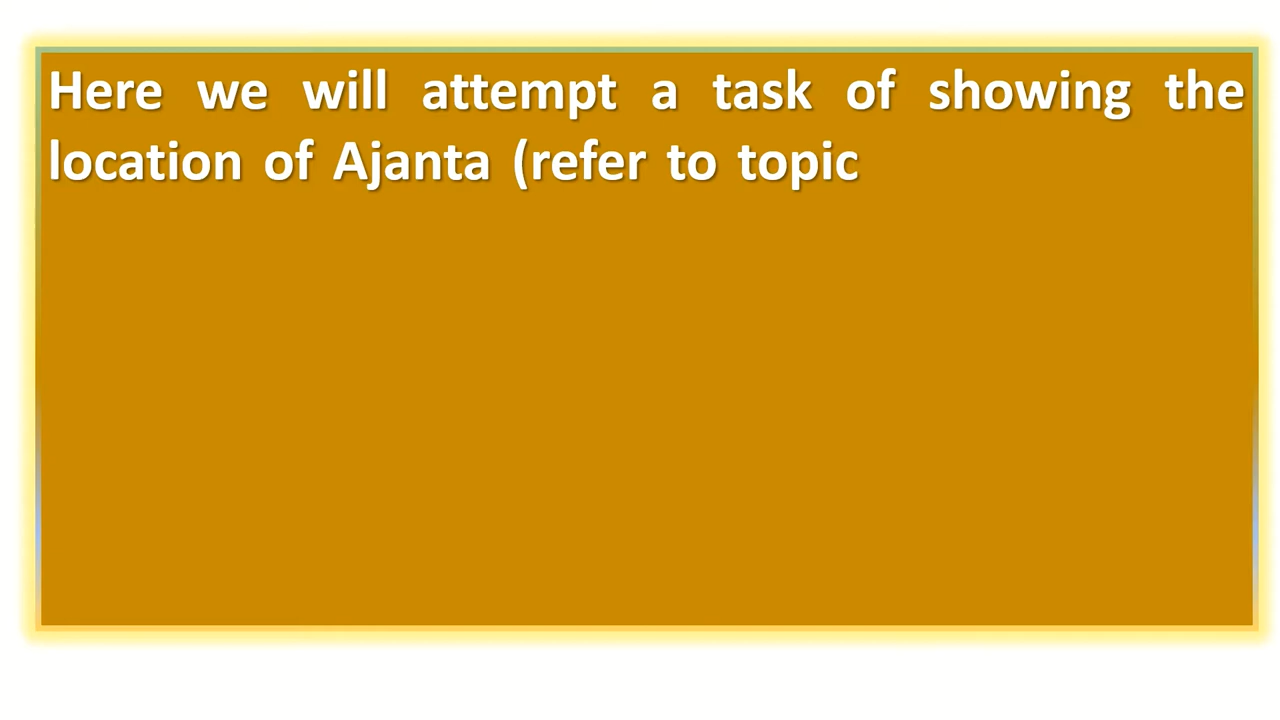 Here we will attempt a task of showing the
location of Ajanta (refer to topic